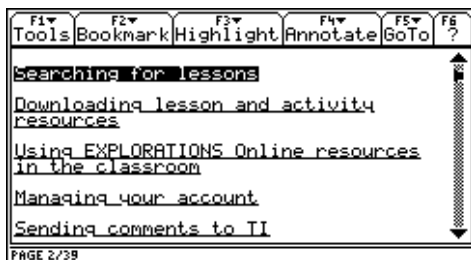 F1▼ F2▼ F3▼ F4▼ F5▼ F6
Tools Bookmark Highlight Annotate GoTo ?
Searching for lessons
Downloading lesson and activity
resources
Using EXPLORATIONS Online resources
in the classroom
Managing your account
Sending comments to TI
PAGE 2/39